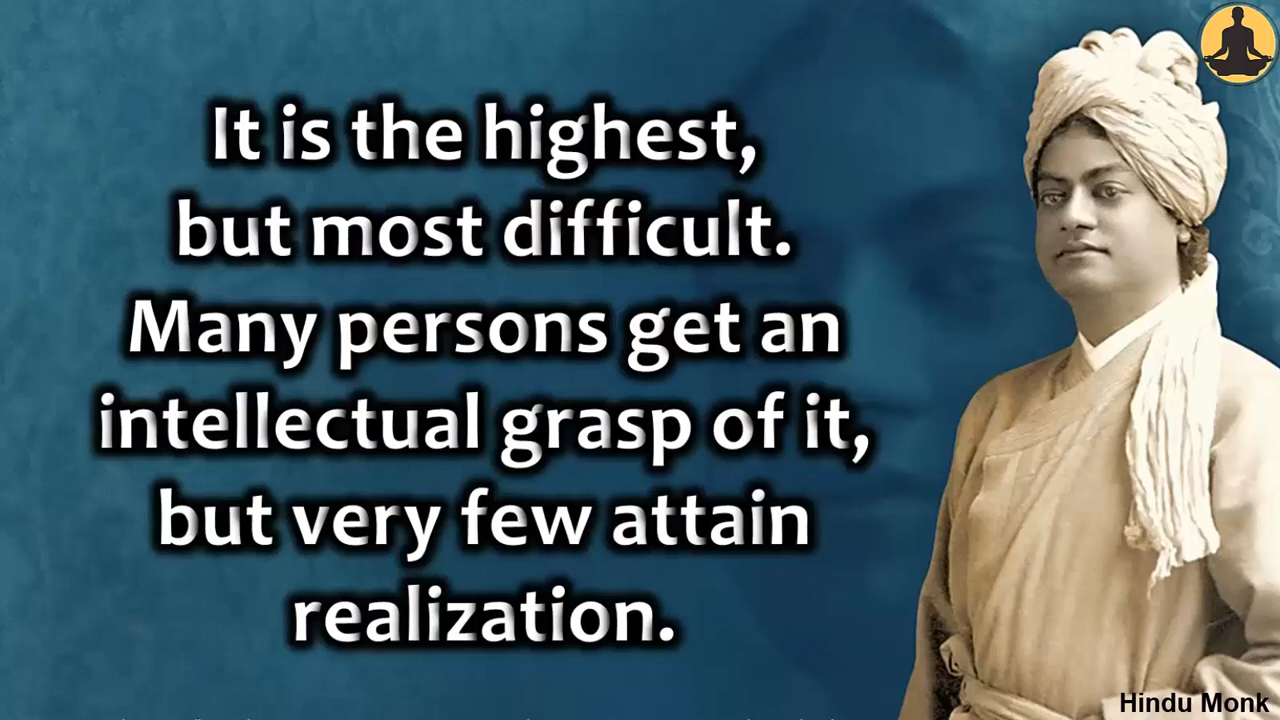 It is the highest,
but most difficult.
Many persons get an
intellectual grasp of it,
but very few attain
realization.
Hindu Monk